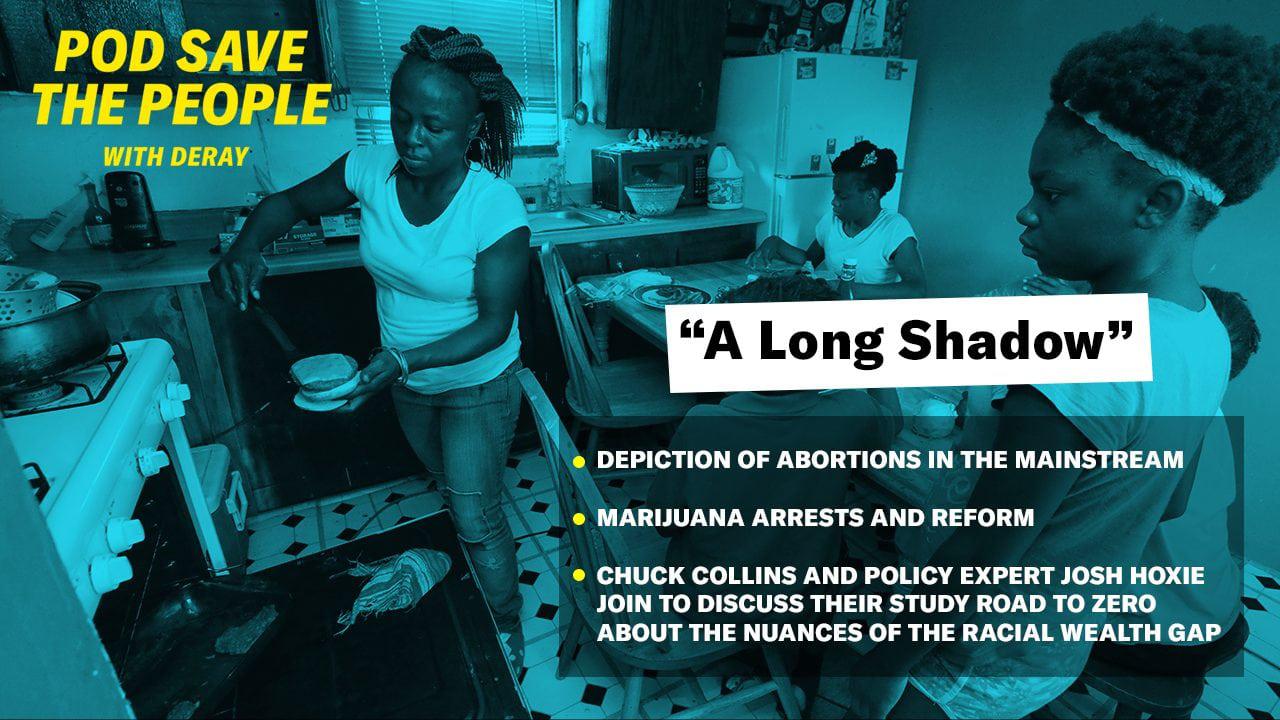 POD SAVE
THE PEOPLE
WITH DERAY
“A Long Shadow”
DEPICTION OF ABORTIONS IN THE MAINSTREAM
MARIJUANA ARRESTS AND REFORM
CHUCK COLLINS AND POLICY EXPERT JOSH HOXIE
JOIN TO DISCUSS THEIR STUDY ROAD TO ZERO
ABOUT THE NUANCES OF THE RACIAL WEALTH GAP